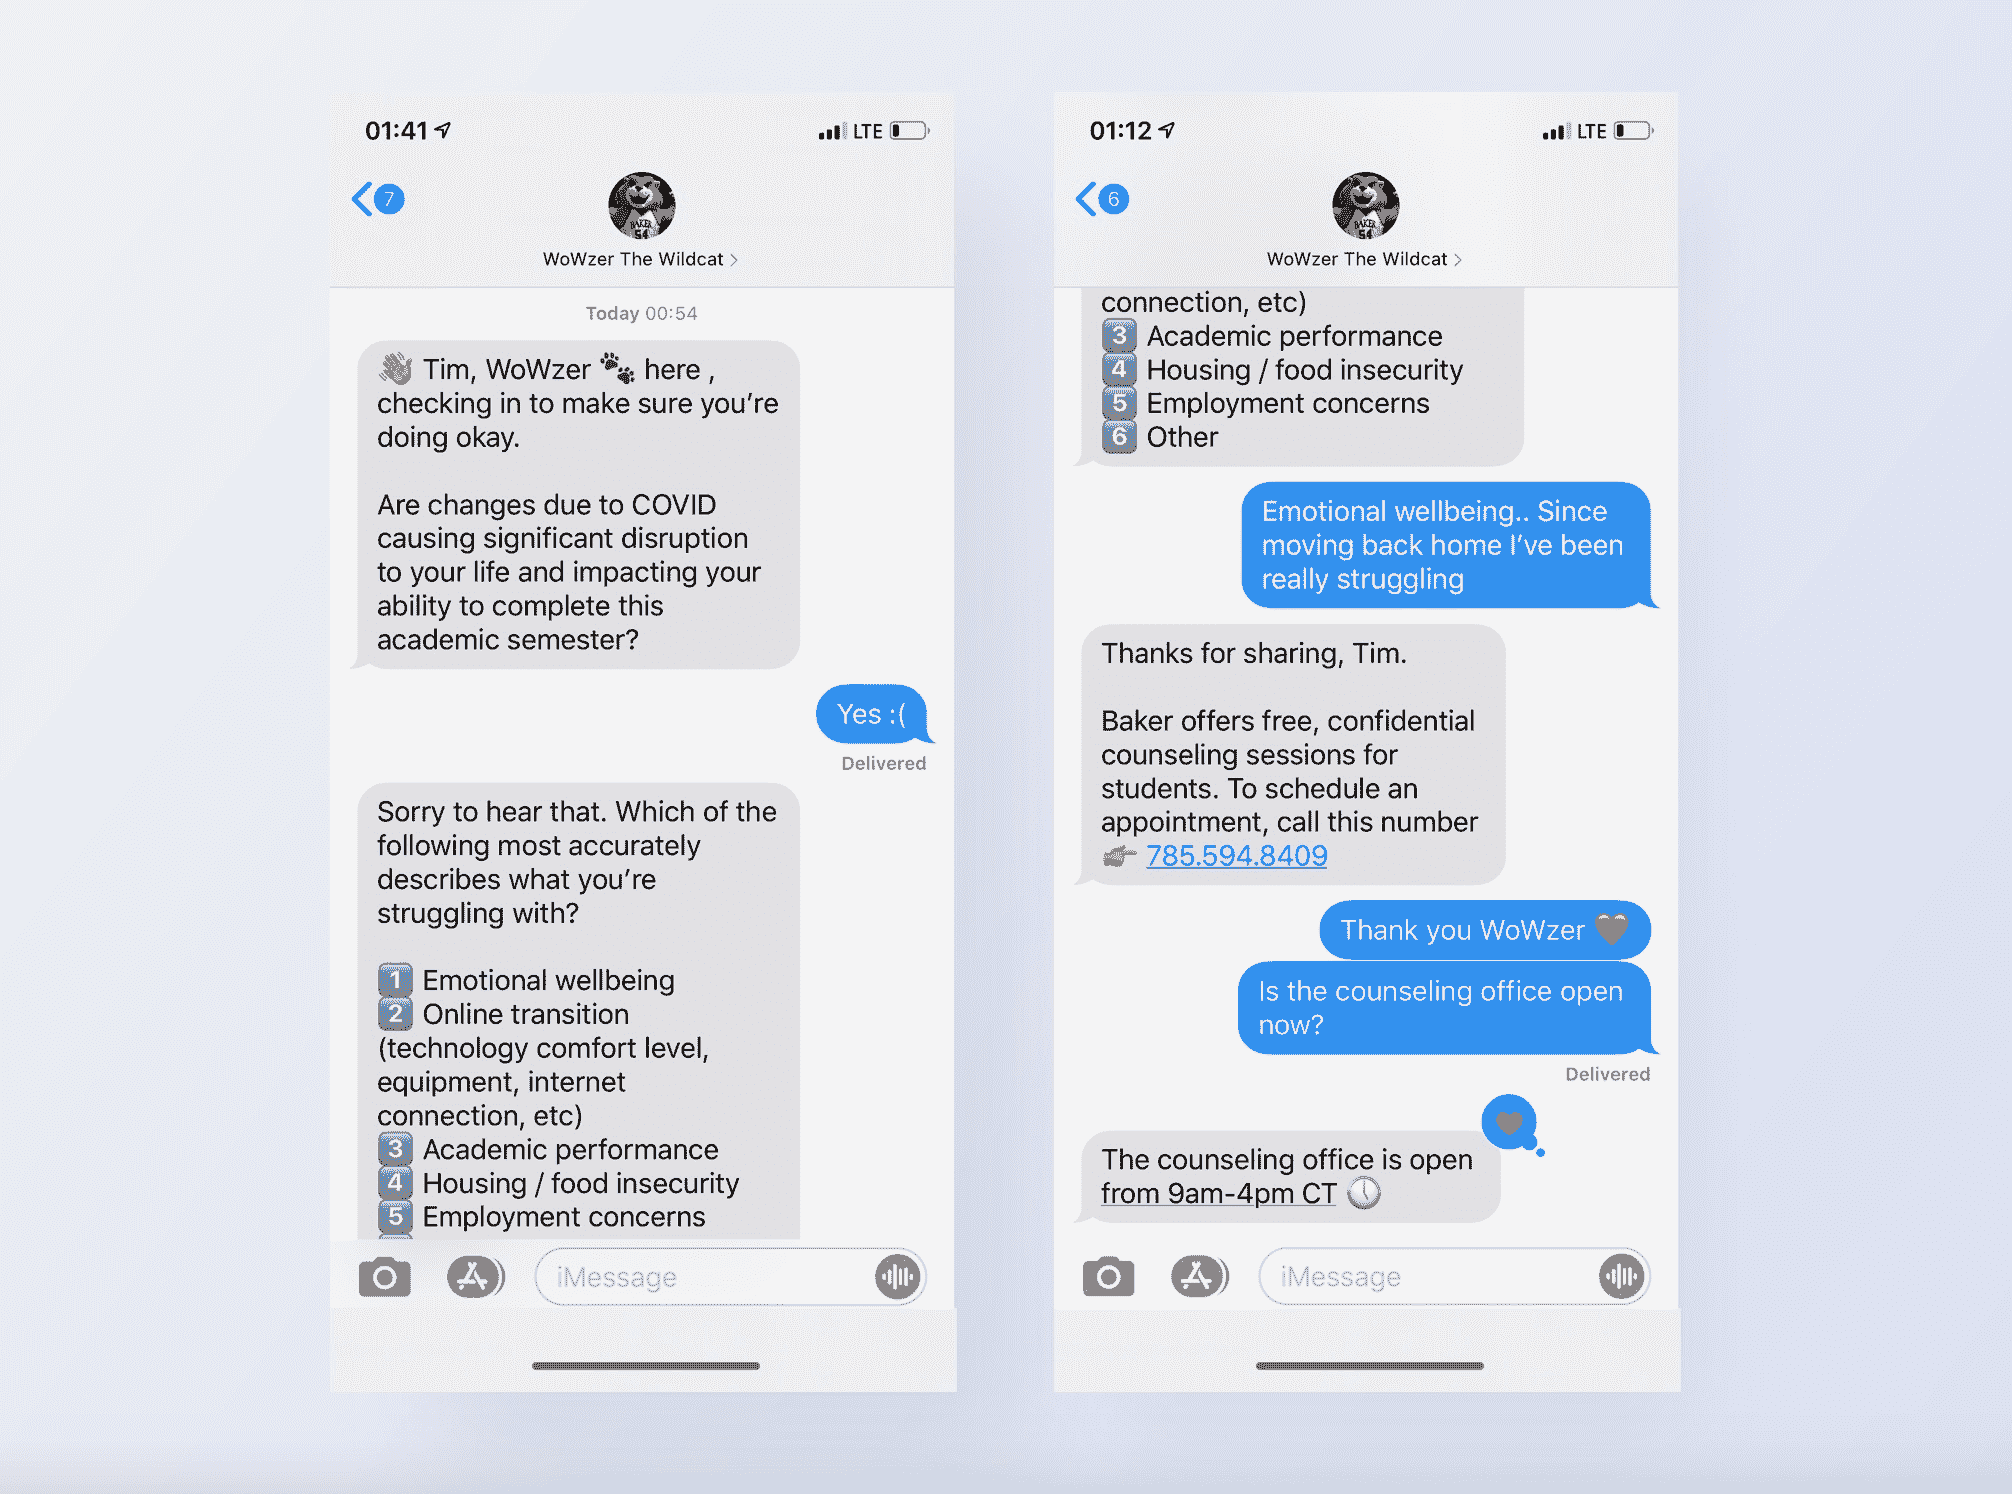 01:41
LTE
7
BAKER
54
WoWzer The Wildcat
Today 00:54
👋 Tim, WoWzer 🐾 here ,
checking in to make sure you’re
doing okay.
Are changes due to COVID
causing significant disruption
to your life and impacting your
ability to complete this
academic semester?
Yes :(
Delivered
Sorry to hear that. Which of the
following most accurately
describes what you’re
struggling with?
1 Emotional wellbeing
2 Online transition
(technology comfort level,
equipment, internet
connection, etc)
3 Academic performance
4 Housing / food insecurity
5 Employment concerns
iMessage
01:12
LTE
6
BAKER
54
WoWzer The Wildcat
connection, etc)
3 Academic performance
4 Housing / food insecurity
5 Employment concerns
6 Other
Emotional wellbeing.. Since
moving back home I’ve been
really struggling
Thanks for sharing, Tim.
Baker offers free, confidential
counseling sessions for
students. To schedule an
appointment, call this number
👉 785.594.8409
Thank you WoWzer 🖤
Is the counseling office open
now?
Delivered
The counseling office is open
from 9am-4pm CT 🕔
iMessage